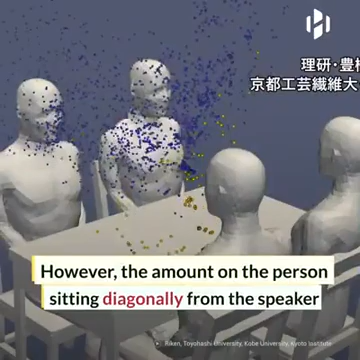 理研・豊橋
京都工芸繊維大
However, the amount on the person
sitting diagonally from the speaker
Riken, Toyohashi University, Kobe University, Kyoto Institute